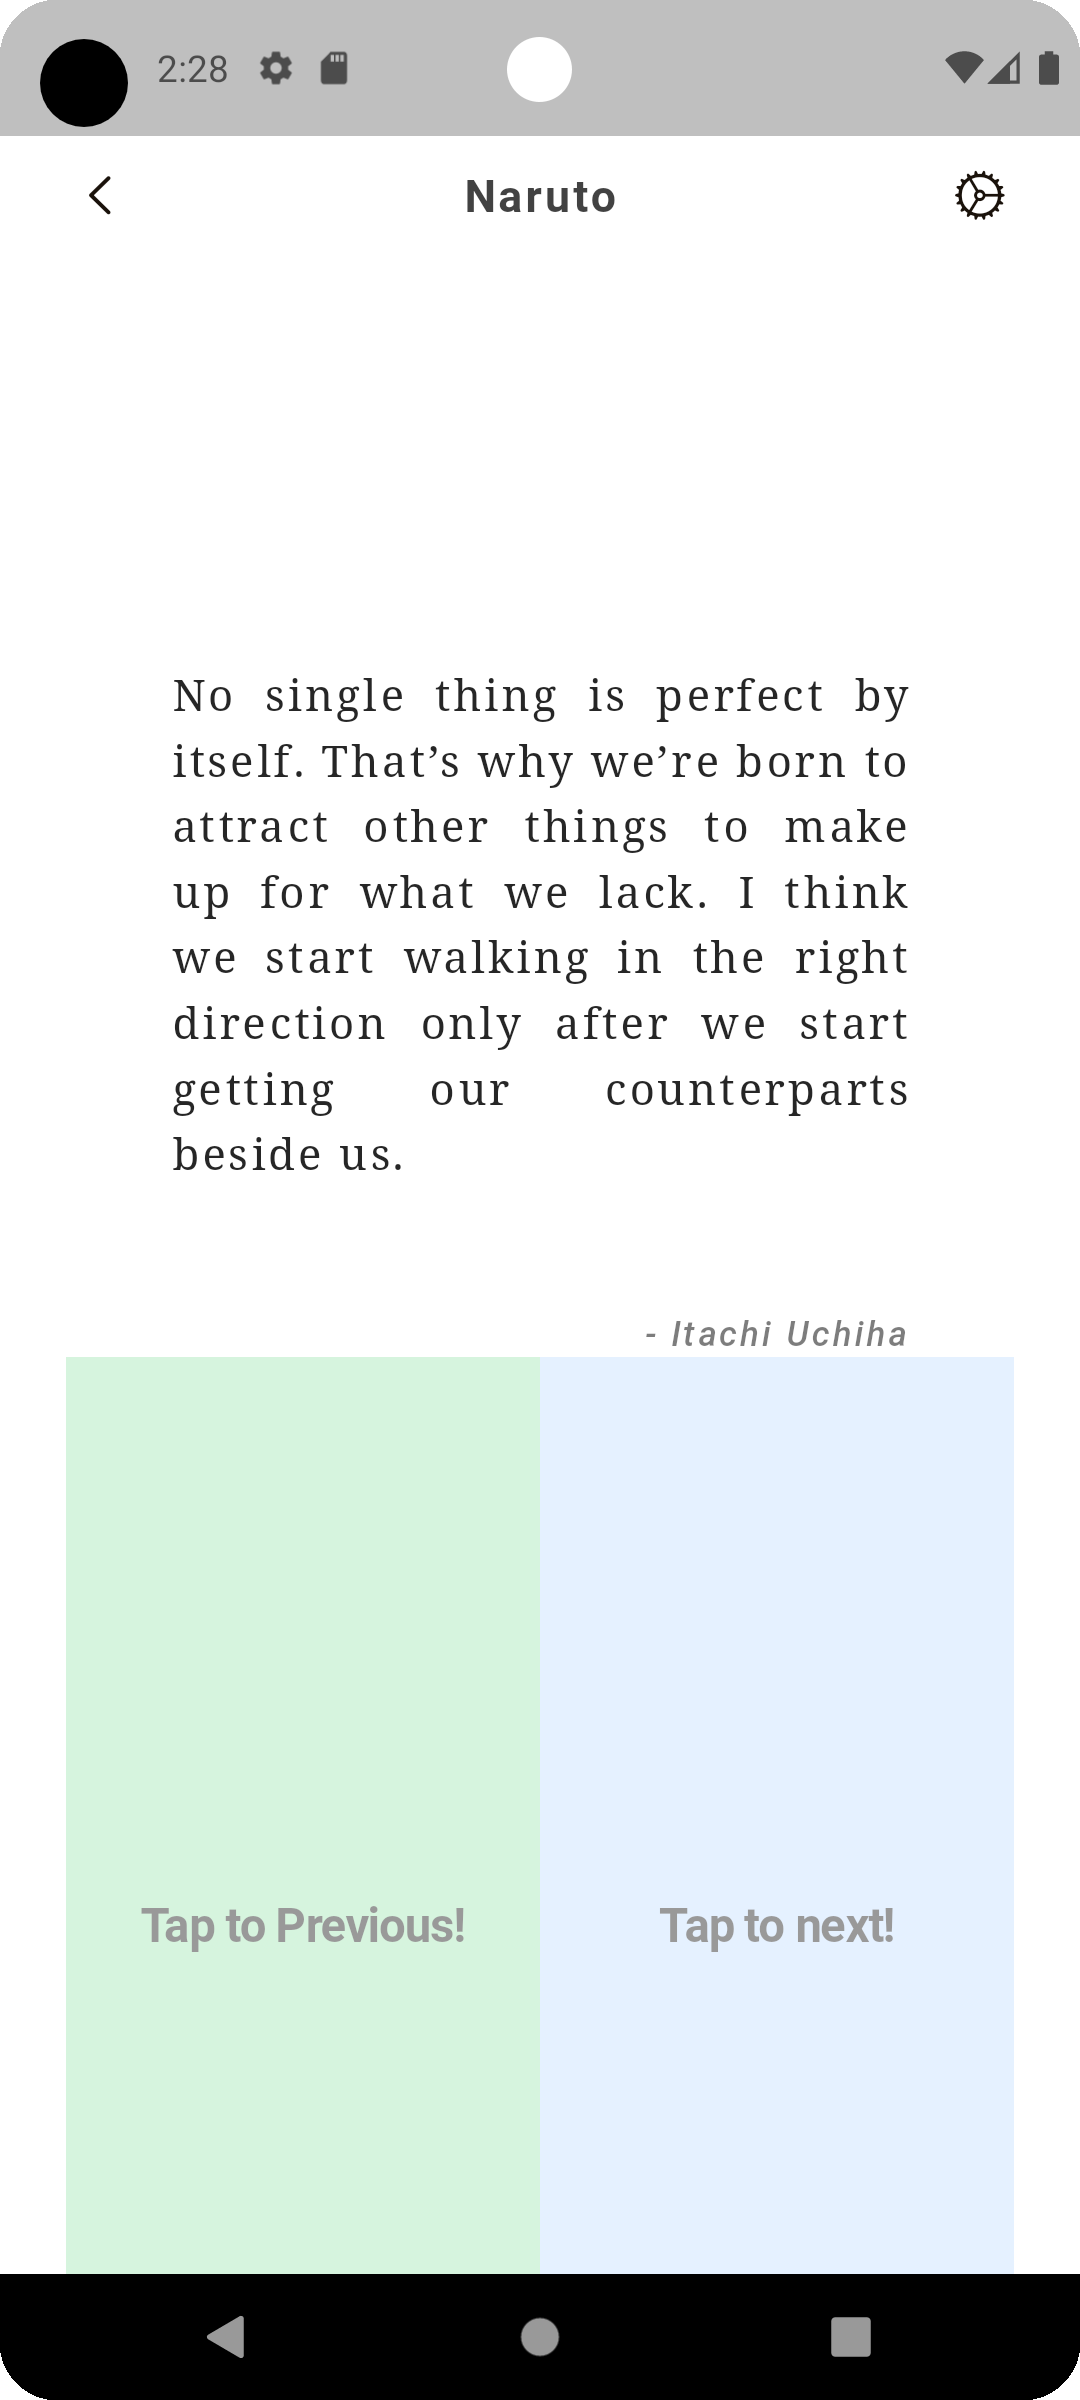 2:28
Naruto
No single thing is perfect by
itself. That’s why we’re born to
attract other things to make
up for what we lack. I think
we start walking in the right
direction only after we start
getting our counterparts
beside us.
- Itachi Uchiha
Tap to Previous!
Tap to next!